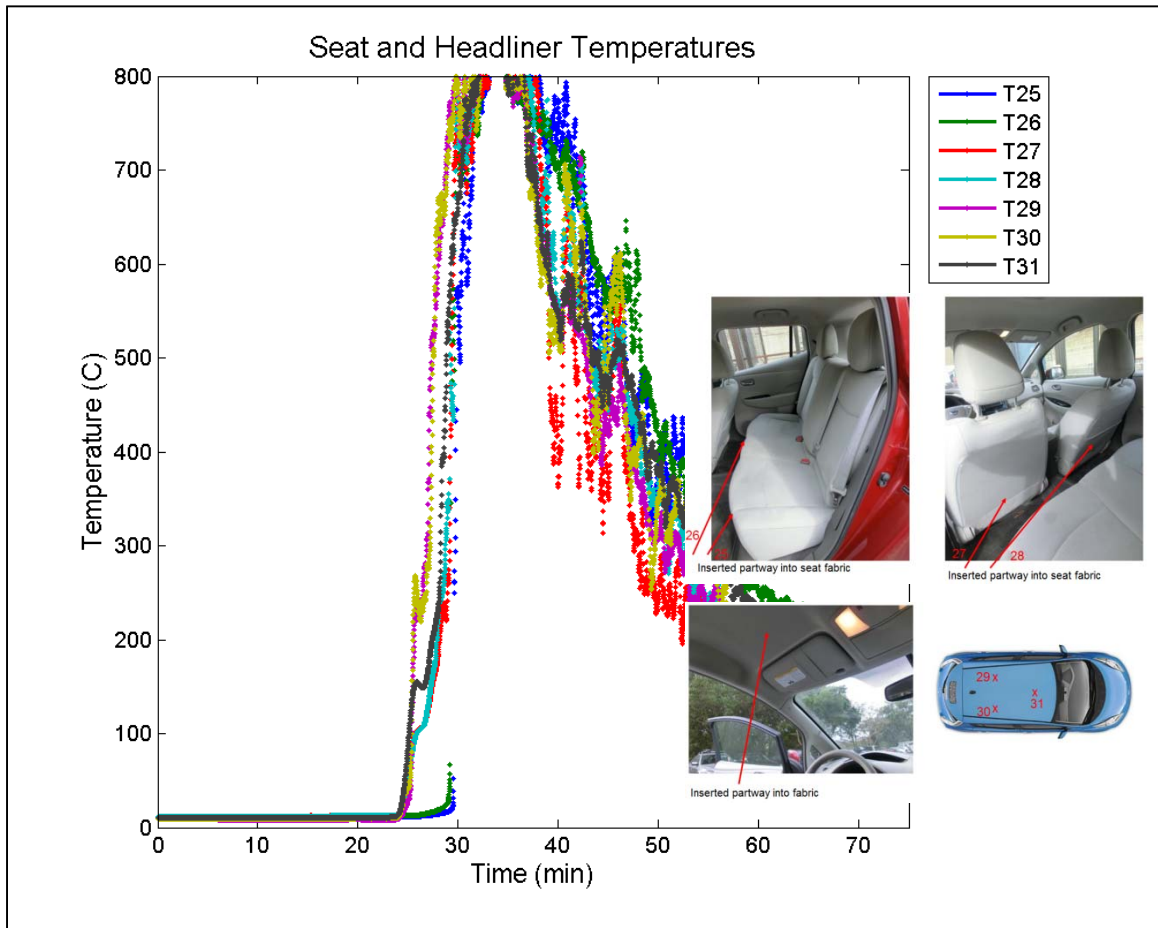 Seat and Headliner Temperatures
800
700
600
500
400
300
200
100
0
Temperature (C)
0
10
20
30
40
50
60
70
Time (min)
T25
T26
T27
T28
T29
T30
T31
26
Inserted partway into seat fabric
27
28
Inserted partway into seat fabric
Inserted partway into fabric
29 x
30 x
x
31